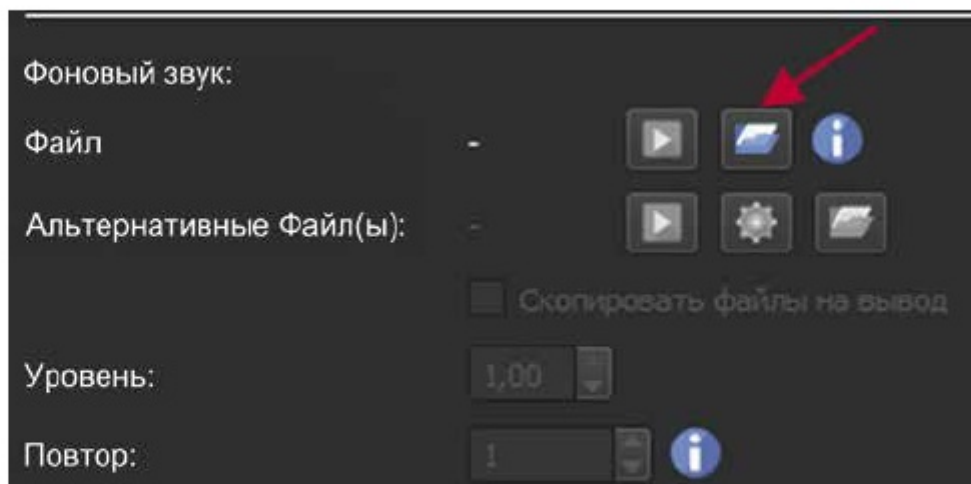 Фоновый звук:
Файл -
Альтернативные Файл(ы): -
Скопировать файлы на вывод
Уровень: 1,00
Повтор: 1